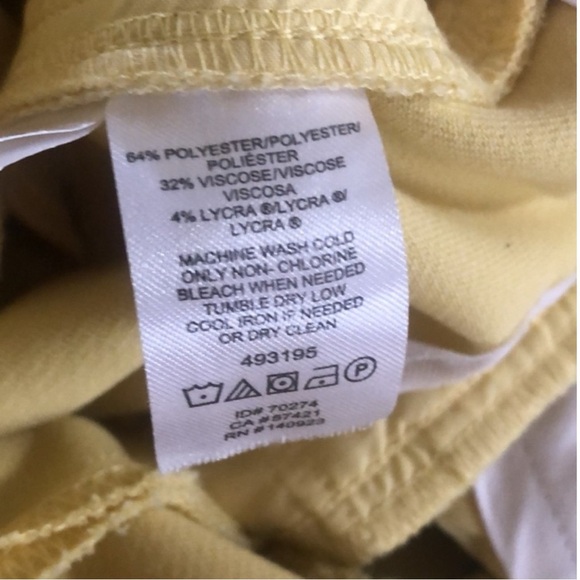 64% POLYESTER/POLYESTER/
POLIÉSTER
32% VISCOSE/VISCOSE
VISCOSA
4% LYCRA ®/LYCRA ®/
LYCRA ®
MACHINE WASH COLD
ONLY NON-CHLORINE
BLEACH WHEN NEEDED
TUMBLE DRY LOW
COOL IRON IF NEEDED
OR DRY CLEAN
493195
P
ID# 70274
CA #57421
RN #140923